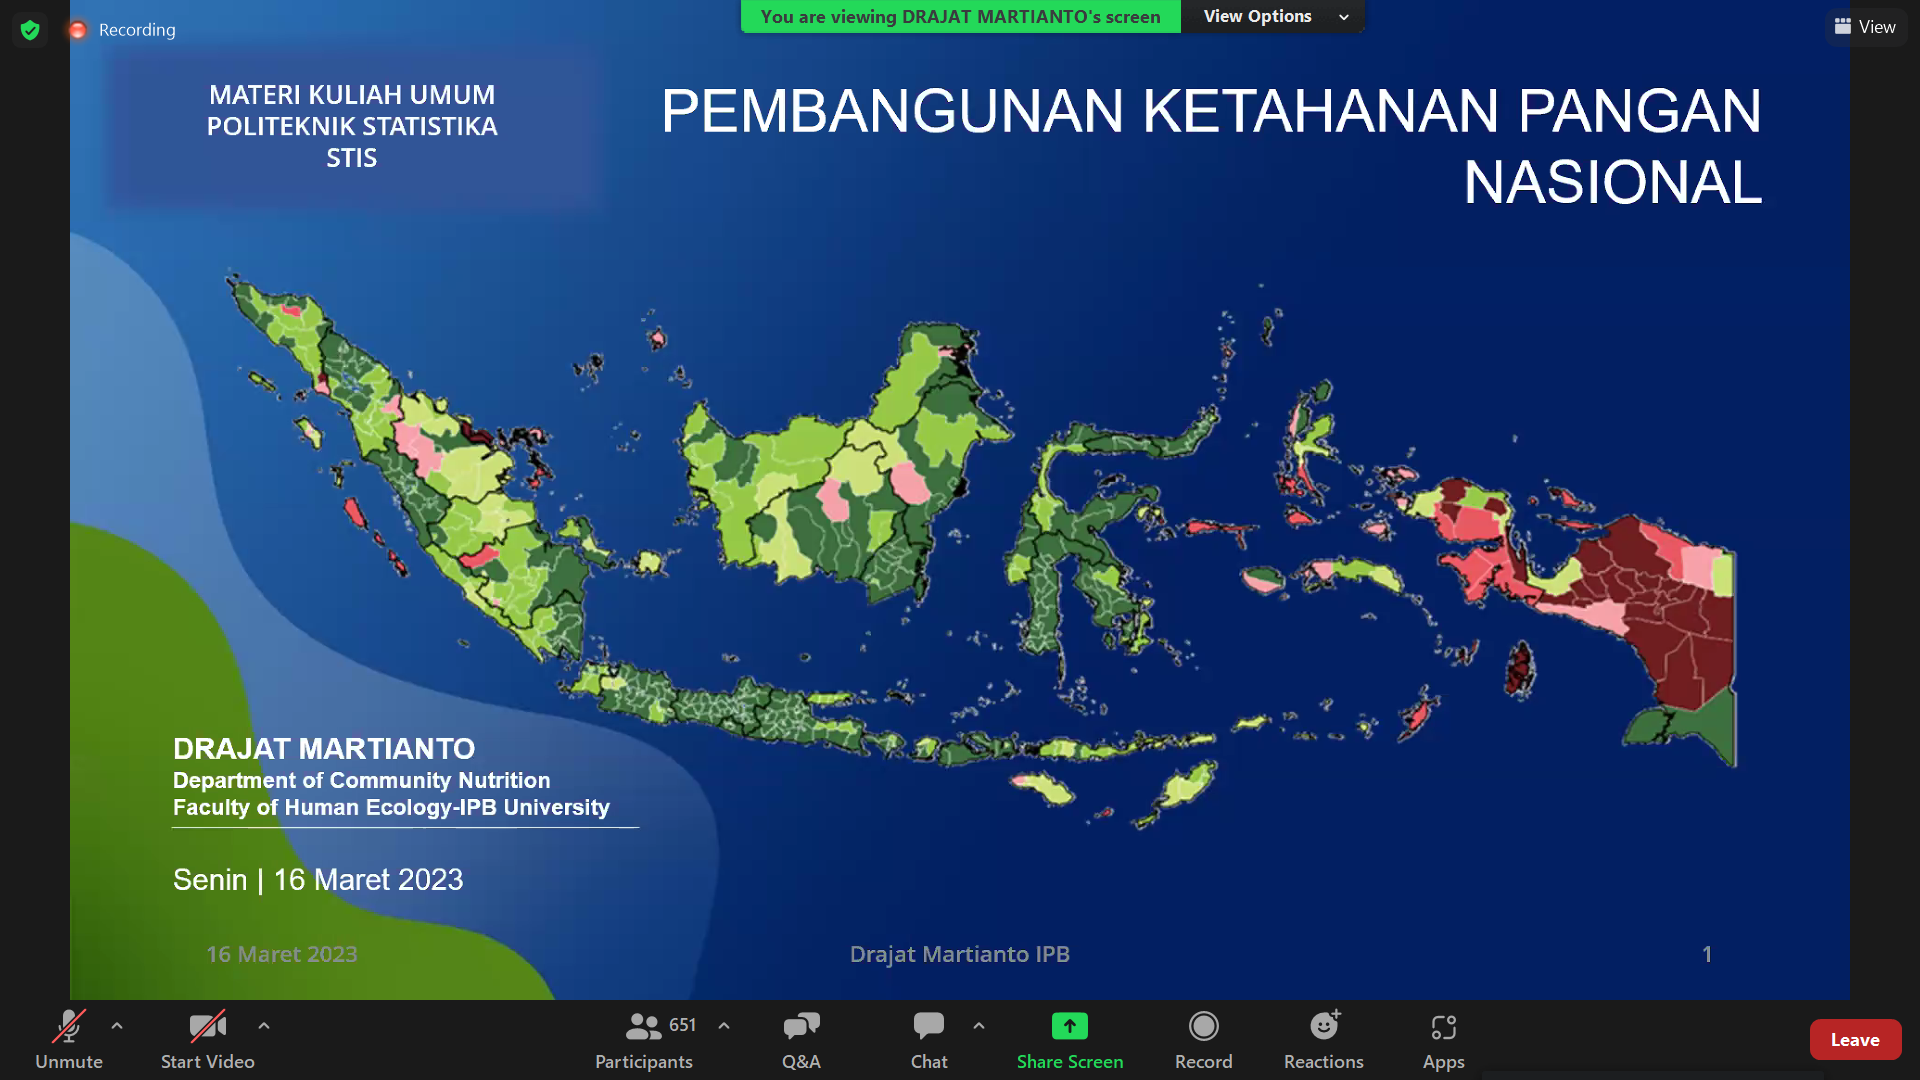 Recording
You are viewing DRAJAT MARTIANTO's screen
View Options
View
MATERI KULIAH UMUM
POLITEKNIK STATISTIKA
STIS
PEMBANGUNAN KETAHANAN PANGAN
NASIONAL
DRAJAT MARTIANTO
Department of Community Nutrition
Faculty of Human Ecology-IPB University
Senin | 16 Maret 2023
16 Maret 2023
Drajat Martianto IPB
1
Unmute
Start Video
651
Participants
Q&A
Chat
Share Screen
Record
Reactions
Apps
Leave